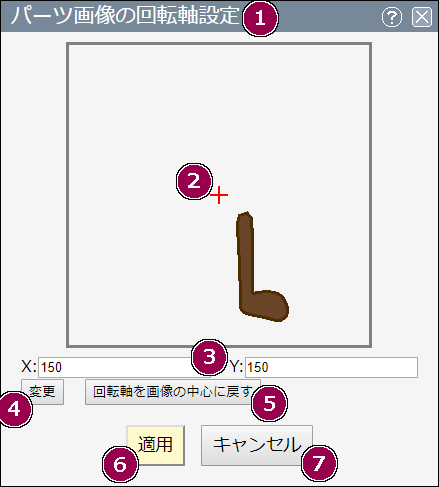 パーツ画像の回転軸設定 1 ?
2
3
X: 150 Y: 150
変更 回転軸を画像の中心に戻す
4 5
適用 キャンセル
6 7